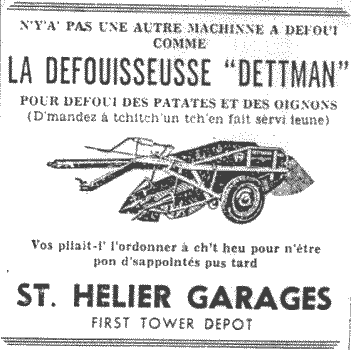 N'Y'A' PAS UNE AUTRE MACHINNE A DEFOUI
COMME
LA DEFOUISSEUSSE "DETTMAN"
POUR DEFOUI DES PATATES ET DES OIGNONS
(D'mandez à tchitch'un tch'en fait sèrvi ieune)
Vos pliait-i' l'ordonner à ch't heu pour n'être
pon d'sappointés pus tard
ST. HELIER GARAGES
FIRST TOWER DEPOT